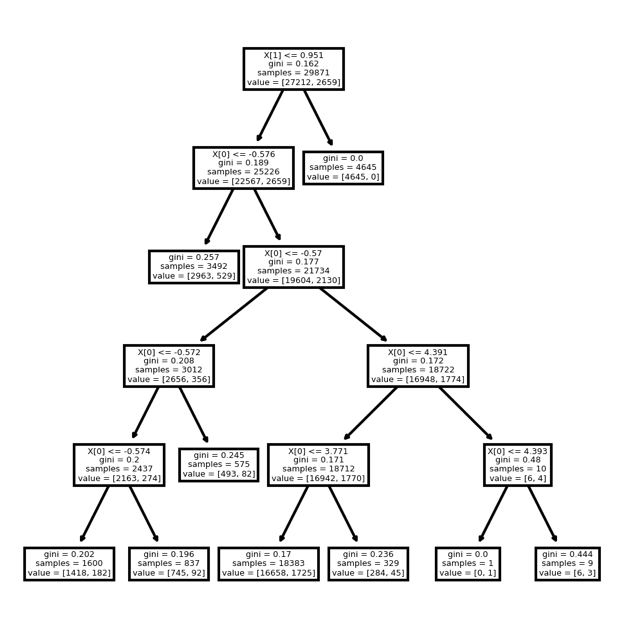 X[1] <= 0.951
gini = 0.162
samples = 29871
value = [27212, 2659]
X[0] <= -0.576
gini = 0.189
samples = 25226
value = [22567, 2659]
gini = 0.0
samples = 4645
value = [4645, 0]
gini = 0.257
samples = 3492
value = [2963, 529]
X[0] <= -0.57
gini = 0.177
samples = 21734
value = [19604, 2130]
X[0] <= -0.572
gini = 0.208
samples = 3012
value = [2656, 356]
X[0] <= 4.391
gini = 0.172
samples = 18722
value = [16948, 1774]
X[0] <= -0.574
gini = 0.2
samples = 2437
value = [2163, 274]
gini = 0.245
samples = 575
value = [493, 82]
X[0] <= 3.771
gini = 0.171
samples = 18712
value = [16942, 1770]
X[0] <= 4.393
gini = 0.48
samples = 10
value = [6, 4]
gini = 0.202
samples = 1600
value = [1418, 182]
gini = 0.196
samples = 837
value = [745, 92]
gini = 0.17
samples = 18383
value = [16658, 1725]
gini = 0.236
samples = 329
value = [284, 45]
gini = 0.0
samples = 1
value = [0, 1]
gini = 0.444
samples = 9
value = [6, 3]